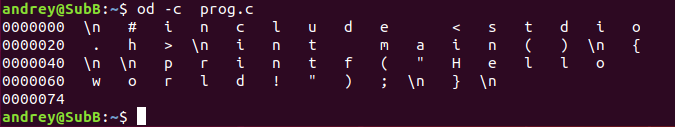 andrey@SubB:~$ od -c  prog.c
0000000  \n   #   i   n   c   l   u   d   e       <   s   t   d   i   o
0000020   .   h   >  \n   i   n   t       m   a   i   n   (   )  \n   {
0000040  \n  \n   p   r   i   n   t   f   (   "   H   e   l   l   o
0000060   w   o   r   l   d   !   "   )   ;  \n   }  \n
0000074
andrey@SubB:~$